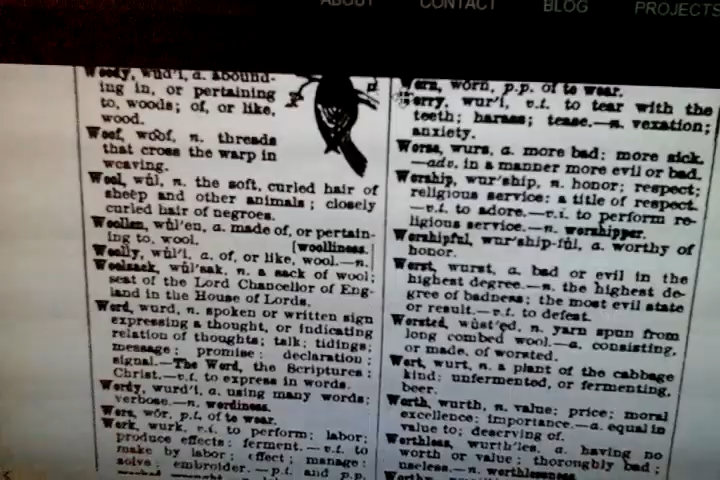 ABOUT CONTACT BLOG PROJECTS
Woody, wud'i, a. abound-
ing in, or pertaining
to, woods; of, or like,
wood.
Woof, woof, n. threads
that cross the warp in
weaving.
Wool, wŭl, n. the soft, curled hair of
sheep and other animals; closely
curled hair of negroes.
Woollen, wŭl'en, a. made of, or pertain-
ing to, wool. [woolliness.
Woolly, wŭl'i, a. of, or like, wool.—n.
Woolsack, wŭl'sak, n. a sack of wool;
seat of the Lord Chancellor of Eng-
land in the House of Lords.
Word, wurd, n. spoken or written sign
expressing a thought, or indicating
relation of thoughts; talk; tidings;
message; promise; declaration;
signal.—The Word, the Scriptures:
Christ.—v.t. to express in words.
Wordy, wurd'i, a. using many words;
verbose.—n. wordiness.
Wore, wōr, p.t. of to wear.
Work, wurk, v.i. to perform; labor;
produce effects: ferment.—v.t. to
make by labor; effect; manage:
solve; embroider.—p.t. and p.p.
Worn, worn, p.p. of to wear.
Worry, wur'i, v.t. to tear with the
teeth; harass; tease.—n. vexation;
anxiety.
Worse, wurs, a. more bad; more sick.
—adv. in a manner more evil or bad.
Worship, wur'ship, n. honor; respect;
religious service: a title of respect.
—v.t. to adore.—v.i. to perform re-
ligious service.—n. worshipper.
Worshipful, wur'ship-ful, a. worthy of
honor.
Worst, wurst, a. bad or evil in the
highest degree.—n. the highest de-
gree of badness; the most evil state
or result.—v.t. to defeat.
Worsted, wŭst'ed, n. yarn spun from
long combed wool.—a. consisting,
or made, of worsted.
Wort, wurt, n. a plant of the cabbage
kind: unfermented, or fermenting,
beer.
Worth, wurth, n. value; price; moral
excellence; importance.—a. equal in
value to; deserving of.
Worthless, wurth'les, a. having no
worth or value; thoroughly bad;
useless.—n. worthlessness.
Worthy